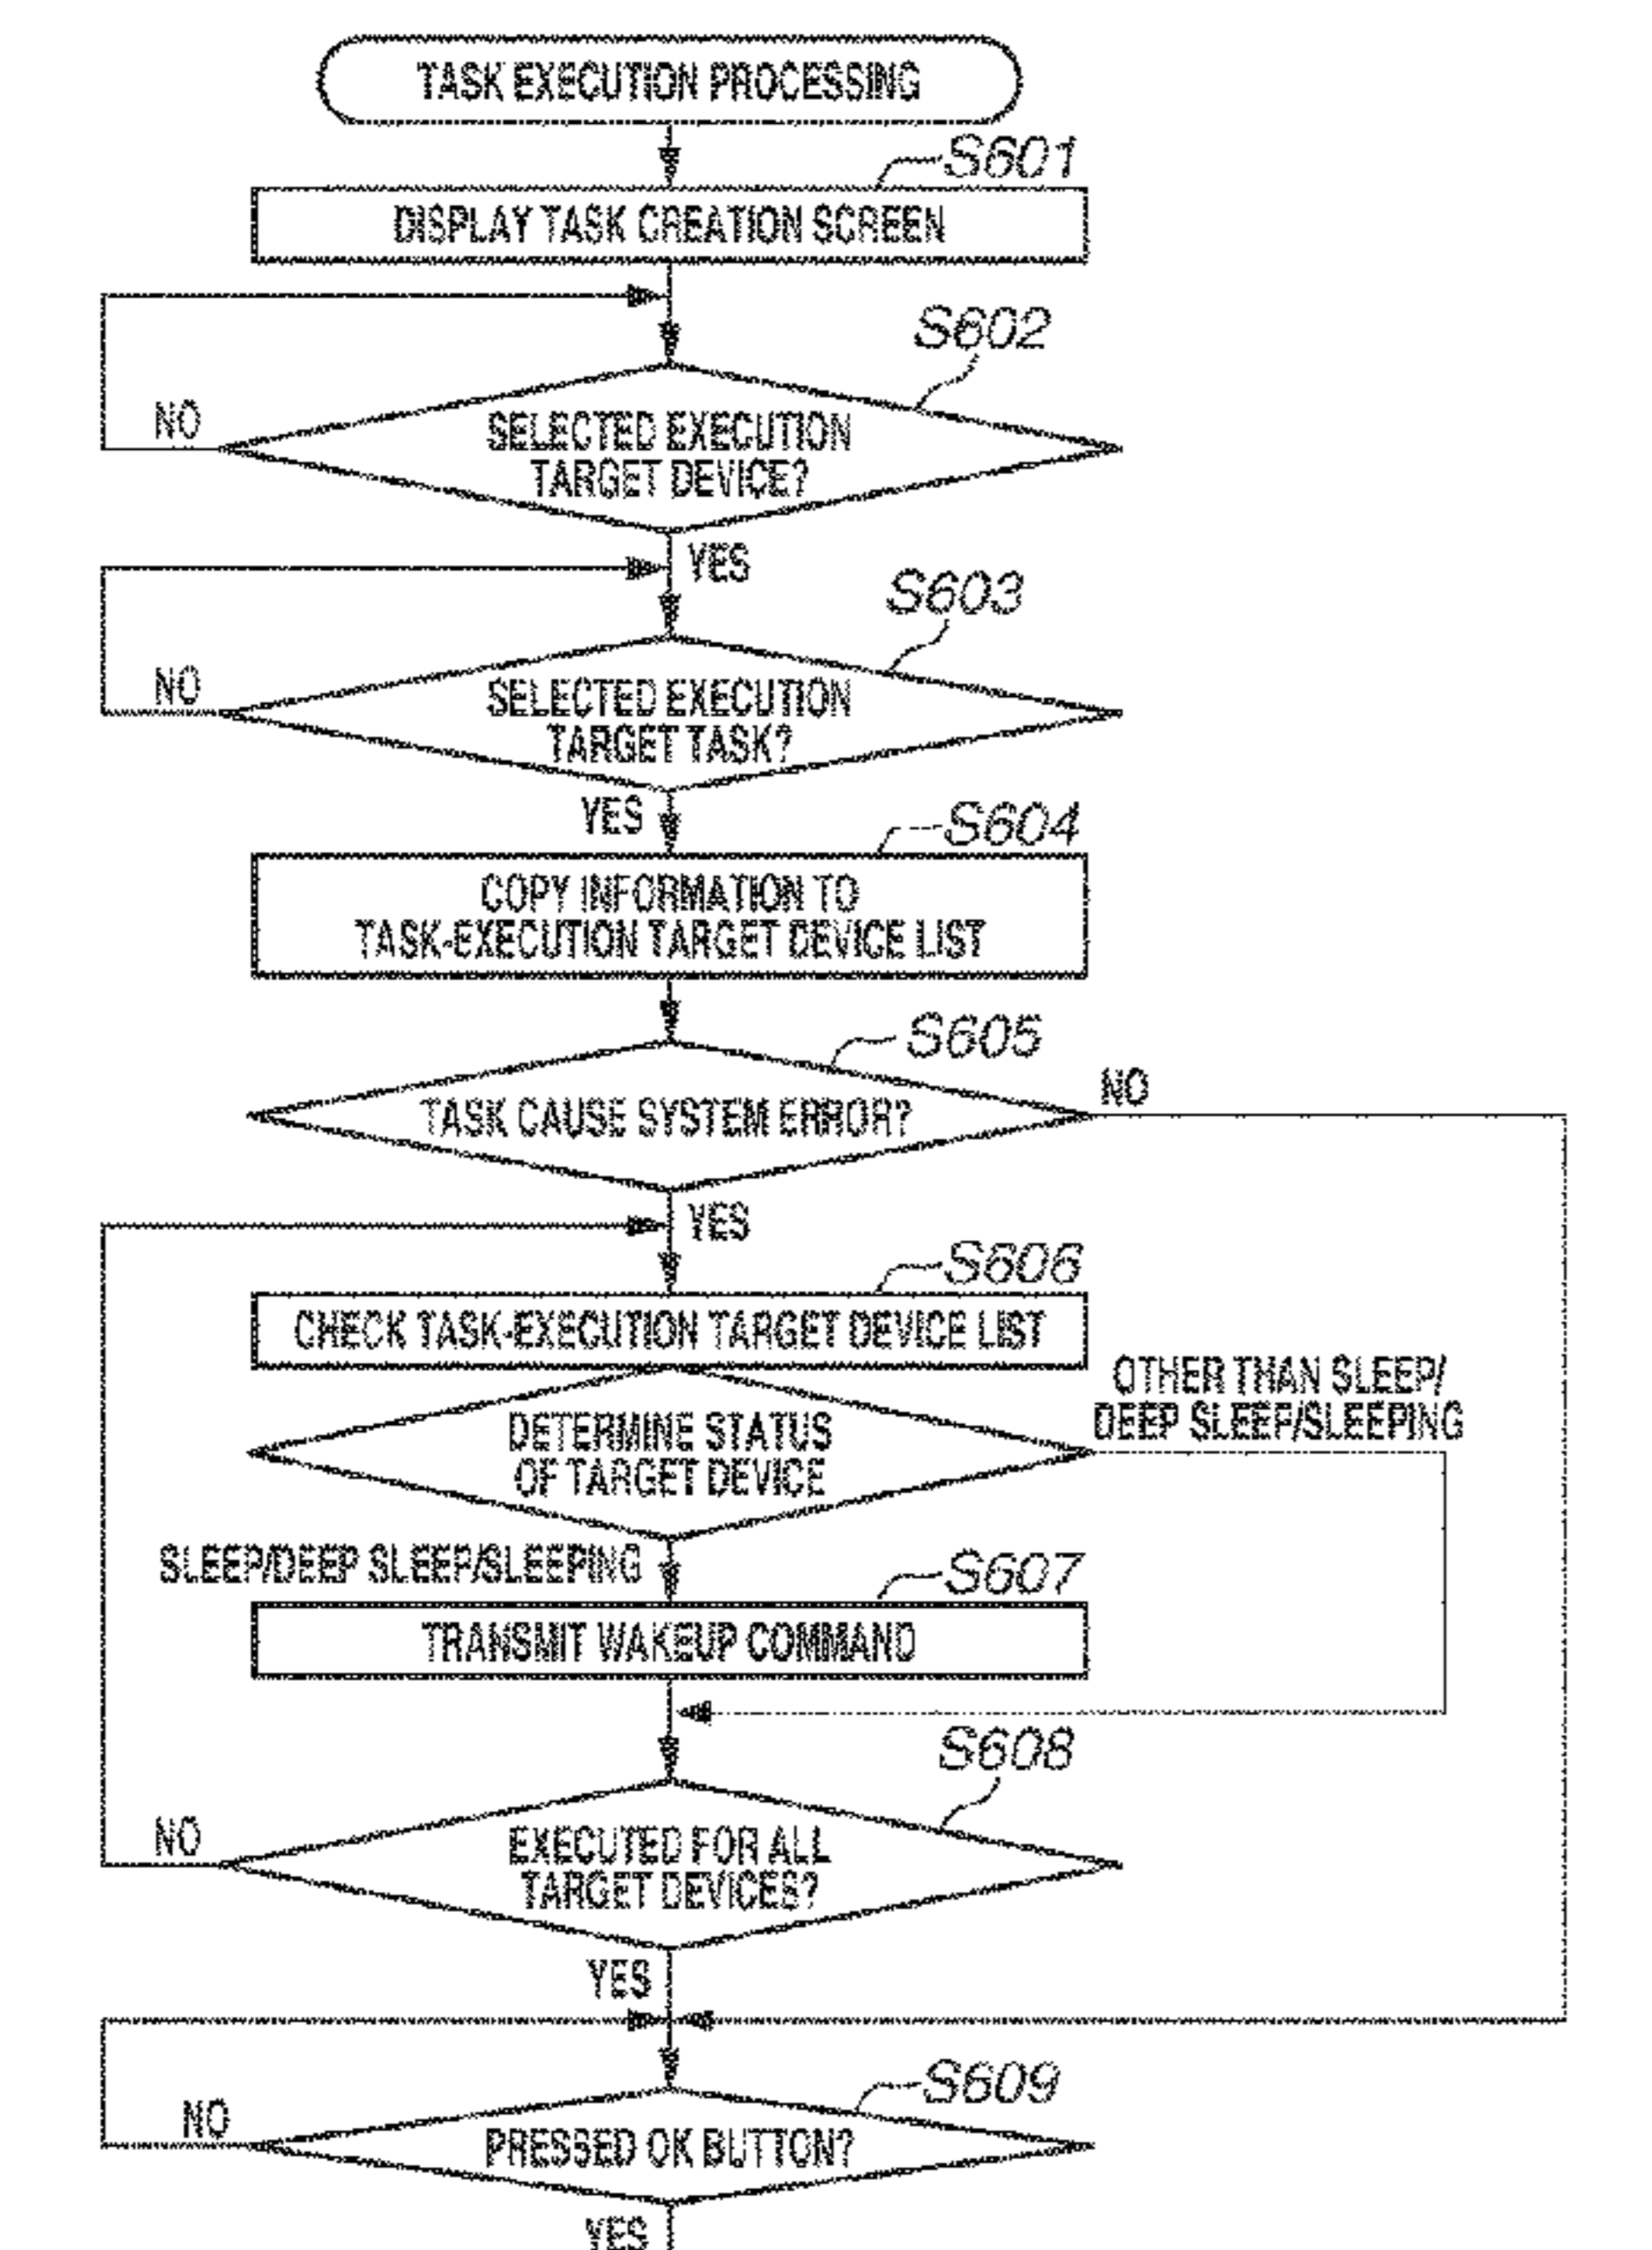 TASK EXECUTION PROCESSING
S601
DISPLAY TASK CREATION SCREEN
S602
NO
SELECTED EXECUTION
TARGET DEVICE?
YES
S603
NO
SELECTED EXECUTION
TARGET TASK?
YES
S604
COPY INFORMATION TO
TASK-EXECUTION TARGET DEVICE LIST
S605
NO
TASK CAUSE SYSTEM ERROR?
YES
S606
CHECK TASK-EXECUTION TARGET DEVICE LIST
OTHER THAN SLEEP/
DEEP SLEEP/SLEEPING
DETERMINE STATUS
OF TARGET DEVICE
SLEEP/DEEP SLEEP/SLEEPING
S607
TRANSMIT WAKEUP COMMAND
S608
NO
EXECUTED FOR ALL
TARGET DEVICES?
YES
S609
NO
PRESSED OK BUTTON?
YES